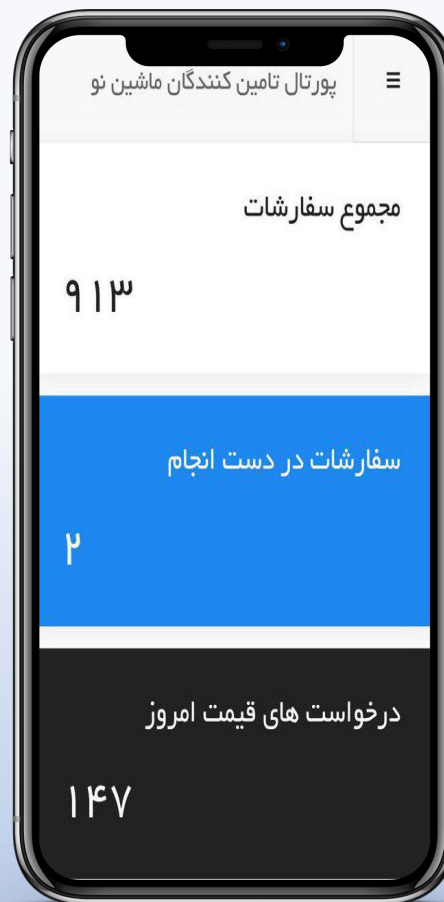 پورتال تامین کنندگان ماشین نو
مجموع سفارشات
۹۱۳
سفارشات در دست انجام
۲
درخواست های قیمت امروز
۱۴۷